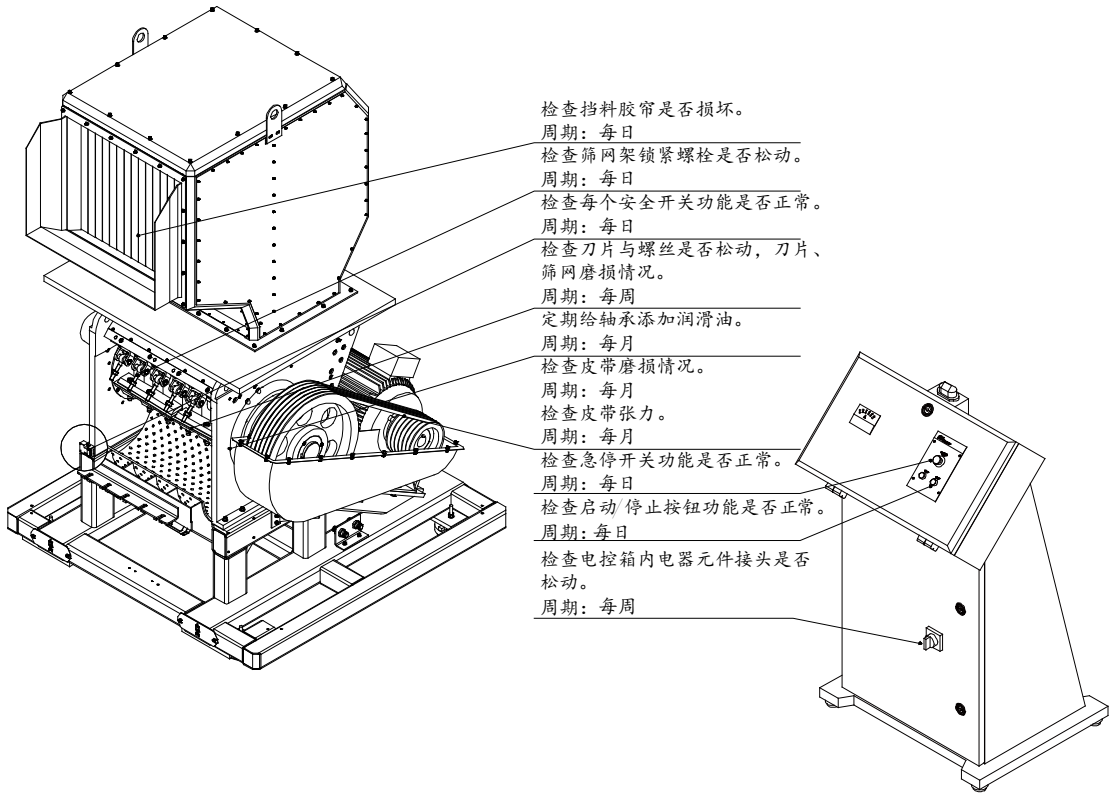 检查挡料胶帘是否损坏。
周期：每日
检查筛网架锁紧螺栓是否松动。
周期：每日
检查每个安全开关功能是否正常。
周期：每日
检查刀片与螺丝是否松动，刀片、
筛网磨损情况。
周期：每周
定期给轴承添加润滑油。
周期：每月
检查皮带磨损情况。
周期：每月
检查皮带张力。
周期：每月
检查急停开关功能是否正常。
周期：每日
检查启动/停止按钮功能是否正常。
周期：每日
检查电控箱内电器元件接头是否
松动。
周期：每周